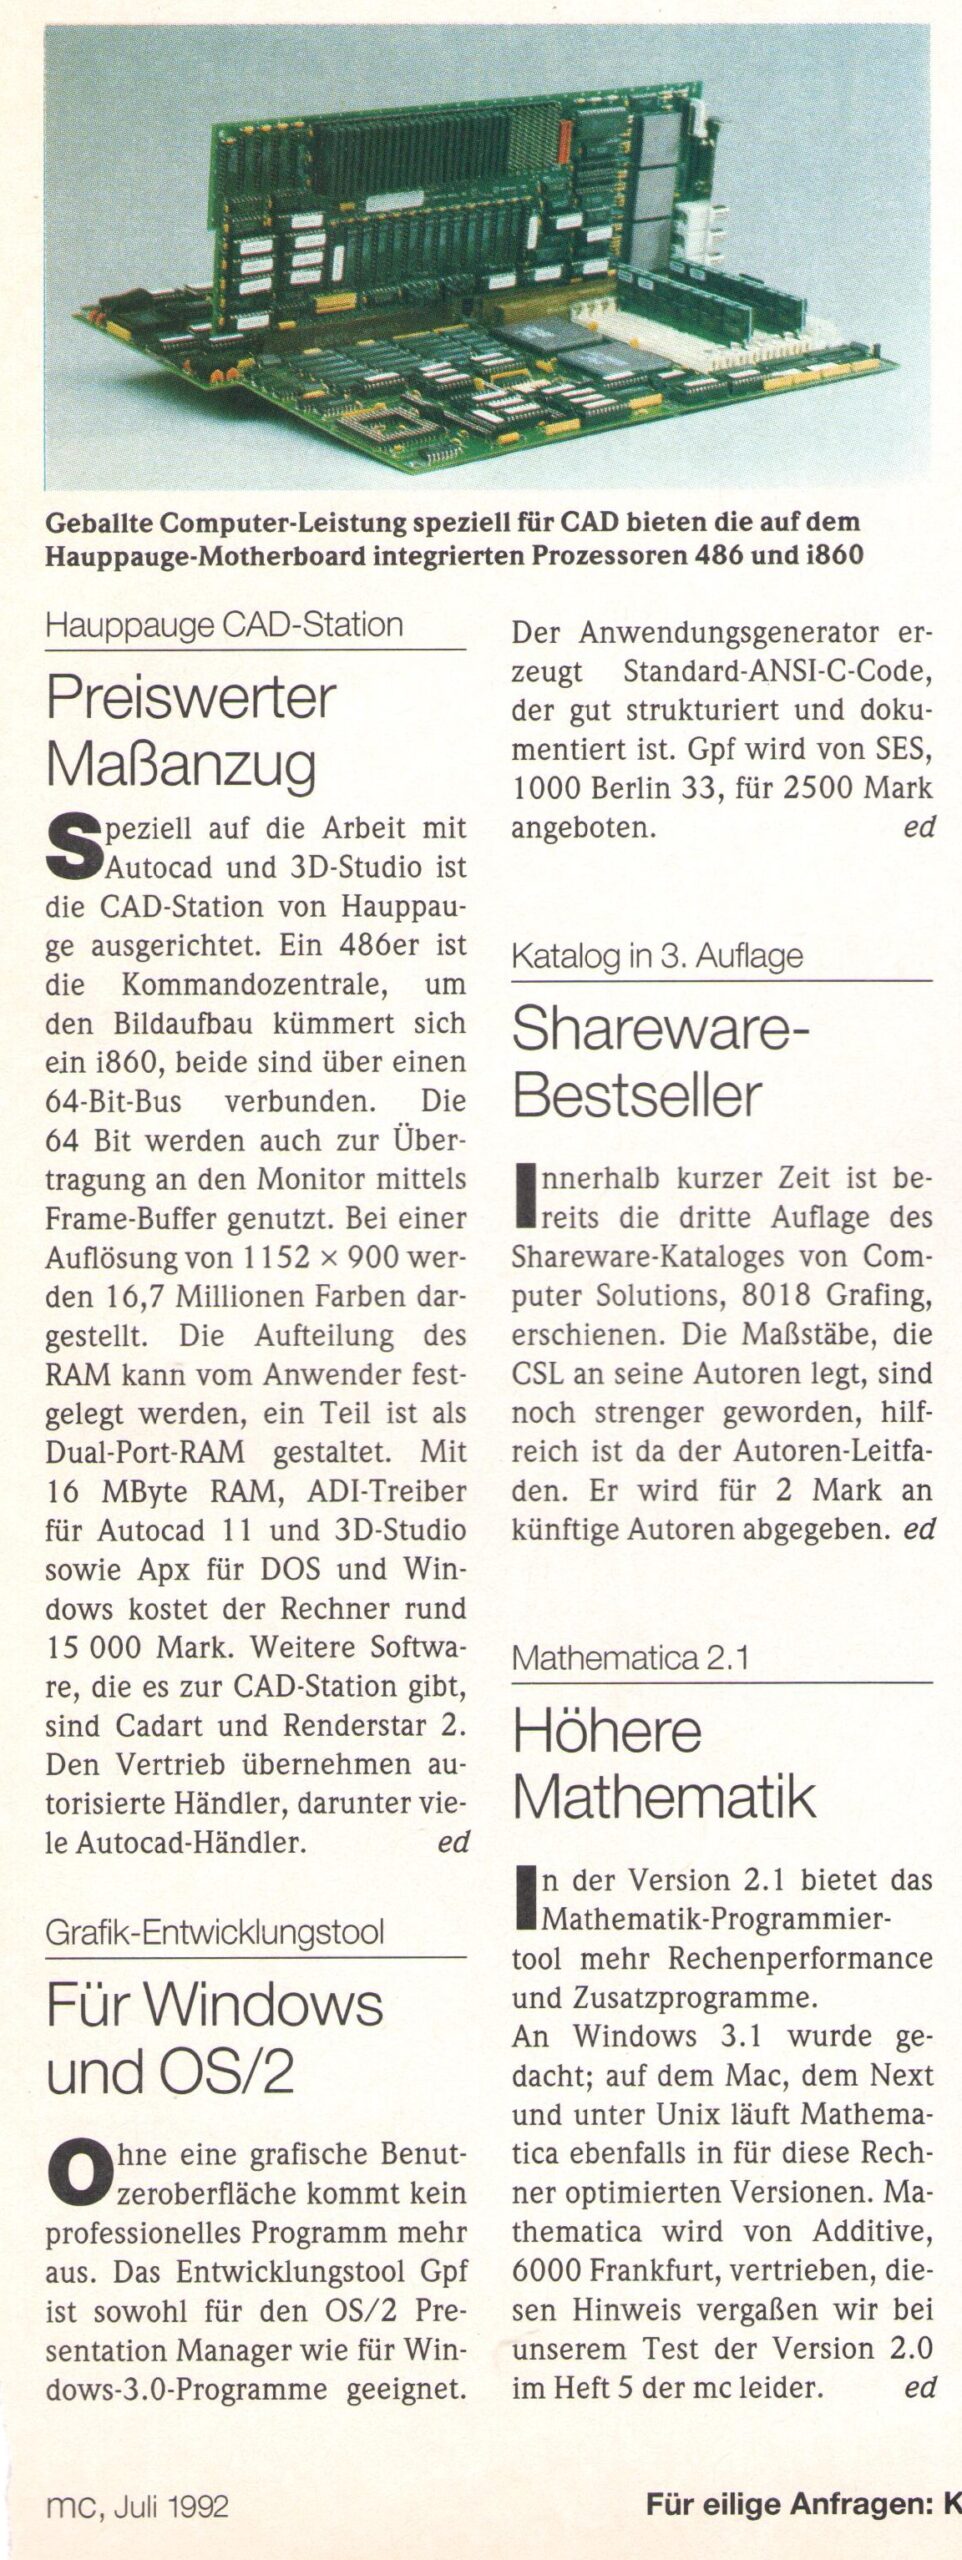 Geballte Computer-Leistung speziell für CAD bieten die auf dem
Hauppauge-Motherboard integrierten Prozessoren 486 und i860
Hauppauge CAD-Station
Preiswerter
Maßanzug
Speziell auf die Arbeit mit
Autocad und 3D-Studio ist
die CAD-Station von Hauppau-
ge ausgerichtet. Ein 486er ist
die Kommandozentrale, um
den Bildaufbau kümmert sich
ein i860, beide sind über einen
64-Bit-Bus verbunden. Die
64 Bit werden auch zur Über-
tragung an den Monitor mittels
Frame-Buffer genutzt. Bei einer
Auflösung von 1152 × 900 wer-
den 16,7 Millionen Farben dar-
gestellt. Die Aufteilung des
RAM kann vom Anwender fest-
gelegt werden, ein Teil ist als
Dual-Port-RAM gestaltet. Mit
16 MByte RAM, ADI-Treiber
für Autocad 11 und 3D-Studio
sowie Apx für DOS und Win-
dows kostet der Rechner rund
15 000 Mark. Weitere Softwa-
re, die es zur CAD-Station gibt,
sind Cadart und Renderstar 2.
Den Vertrieb übernehmen au-
torisierte Händler, darunter vie-
le Autocad-Händler. ed
Grafik-Entwicklungstool
Für Windows
und OS/2
Ohne eine grafische Benut-
zeroberfläche kommt kein
professionelles Programm mehr
aus. Das Entwicklungstool Gpf
ist sowohl für den OS/2 Pre-
sentation Manager wie für Win-
dows-3.0-Programme geeignet.
Der Anwendungsgenerator er-
zeugt Standard-ANSI-C-Code,
der gut strukturiert und doku-
mentiert ist. Gpf wird von SES,
1000 Berlin 33, für 2500 Mark
angeboten. ed
Katalog in 3. Auflage
Shareware-
Bestseller
Innerhalb kurzer Zeit ist be-
reits die dritte Auflage des
Shareware-Kataloges von Com-
puter Solutions, 8018 Grafing,
erschienen. Die Maßstäbe, die
CSL an seine Autoren legt, sind
noch strenger geworden, hilf-
reich ist da der Autoren-Leitfa-
den. Er wird für 2 Mark an
künftige Autoren abgegeben. ed
Mathematica 2.1
Höhere
Mathematik
In der Version 2.1 bietet das
Mathematik-Programmier-
tool mehr Rechenperformance
und Zusatzprogramme.
An Windows 3.1 wurde ge-
dacht; auf dem Mac, dem Next
und unter Unix läuft Mathema-
tica ebenfalls in für diese Rech-
ner optimierten Versionen. Ma-
thematica wird von Additive,
6000 Frankfurt, vertrieben, die-
sen Hinweis vergaßen wir bei
unserem Test der Version 2.0
im Heft 5 der mc leider. ed
mc, Juli 1992
Für eilige Anfragen: K